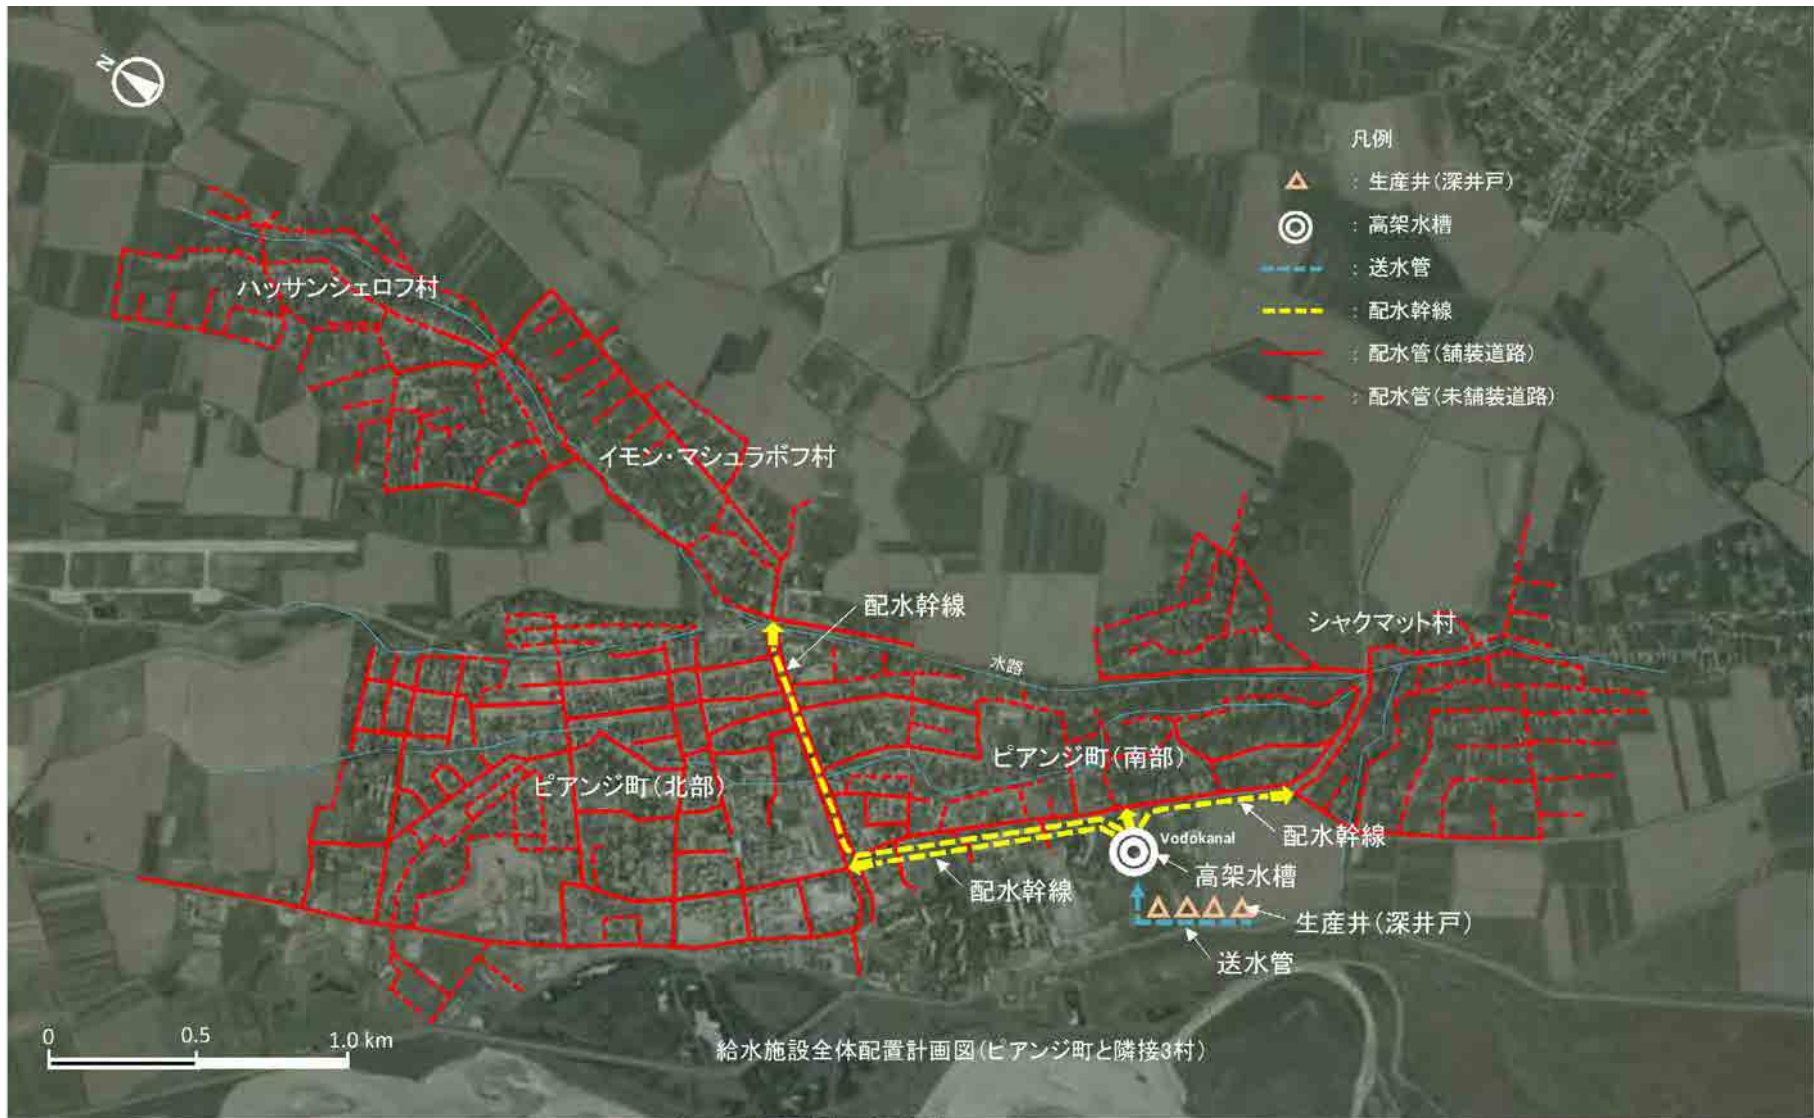 N
凡例
：生産井（深井戸）
：高架水槽
：送水管
：配水幹線
：配水管（舗装道路）
：配水管（未舗装道路）
ハッサンシェロフ村
イモン・マシュラボフ村
配水幹線
シャクマット村
水路
ピアンジ町（南部）
ピアンジ町（北部）
Vodokanal
配水幹線
高架水槽
配水幹線
生産井（深井戸）
送水管
0 0.5 1.0 km
給水施設全体配置計画図（ピアンジ町と隣接3村）